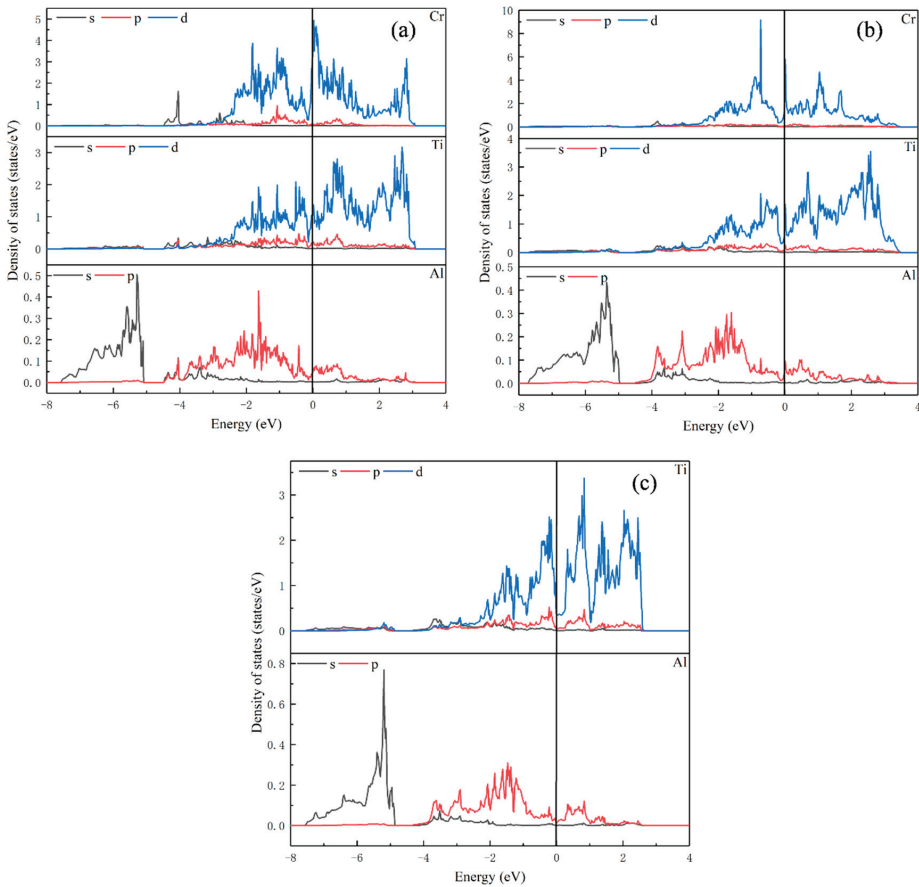 s p d (a) Cr
5
4
3
2
1
0
s p d Ti
3
2
1
0
s p Al
0.5
0.4
0.3
0.2
0.1
0.0
-8 -6 -4 -2 0 2 4
Energy (eV)
Density of states (states/eV)
s p d (b) Cr
10
8
6
4
2
0
s p d Ti
4
3
2
1
0
s p Al
0.5
0.4
0.3
0.2
0.1
0.0
-8 -6 -4 -2 0 2 4
Energy (eV)
Density of states (states/eV)
s p d (c) Ti
3
2
1
0
s p Al
0.8
0.6
0.4
0.2
0.0
-8 -6 -4 -2 0 2 4
Energy (eV)
Density of states (states/eV)